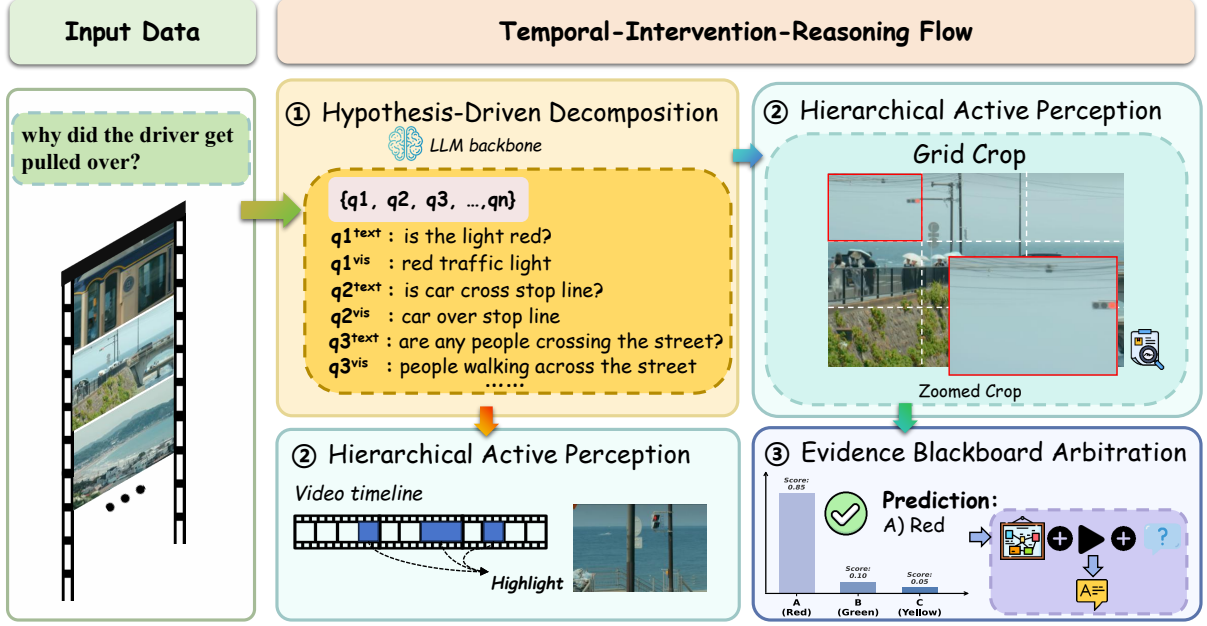 Input Data
Temporal-Intervention-Reasoning Flow
why did the driver get
pulled over?
① Hypothesis-Driven Decomposition
LLM backbone
{q1, q2, q3, …,qn}
q1text : is the light red?
q1vis : red traffic light
q2text : is car cross stop line?
q2vis : car over stop line
q3text : are any people crossing the street?
q3vis : people walking across the street
……
② Hierarchical Active Perception
Grid Crop
Zoomed Crop
② Hierarchical Active Perception
Video timeline
Highlight
③ Evidence Blackboard Arbitration
Score:
0.85
Prediction:
A) Red
Score:
0.10
Score:
0.05
A
(Red)
B
(Green)
C
(Yellow)
?
A